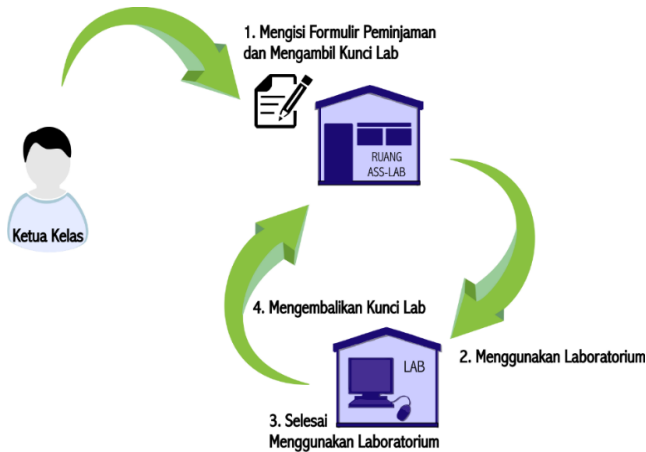 1. Mengisi Formulir Peminjaman
dan Mengambil Kunci Lab
RUANG
ASS-LAB
Ketua Kelas
4. Mengembalikan Kunci Lab
2. Menggunakan Laboratorium
LAB
3. Selesai
Menggunakan Laboratorium